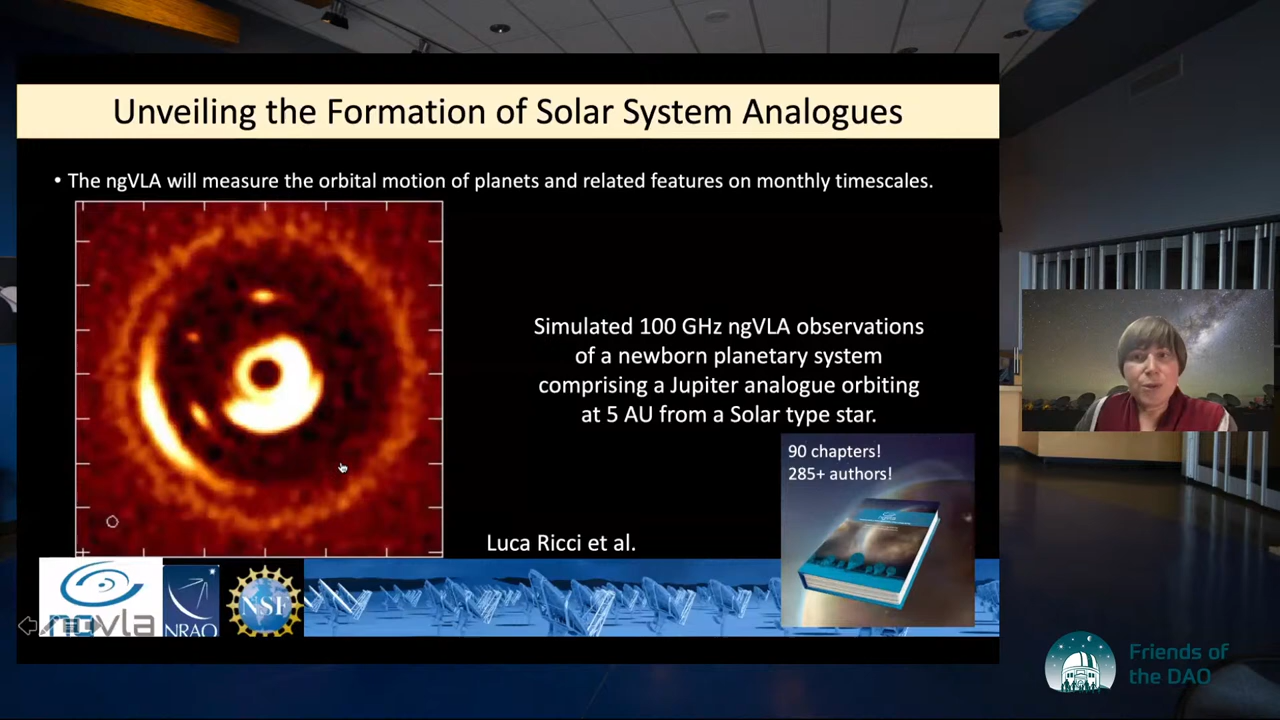 Unveiling the Formation of Solar System Analogues
• The ngVLA will measure the orbital motion of planets and related features on monthly timescales.
Simulated 100 GHz ngVLA observations
of a newborn planetary system
comprising a Jupiter analogue orbiting
at 5 AU from a Solar type star.
90 chapters!
285+ authors!
Luca Ricci et al.
ngvla
NRAO
NSF
Friends of
the DAO